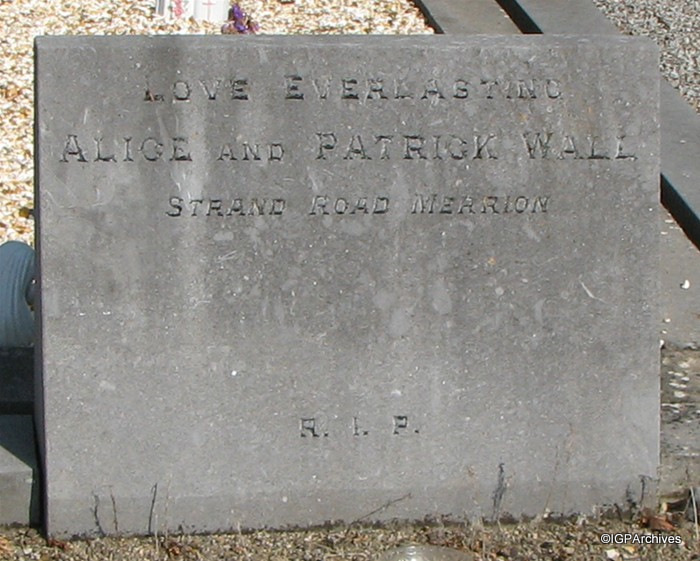 LOVE EVERLASTING
ALICE AND PATRICK WALL
STRAND ROAD MERRION
R. I. P.
©IGPArchives